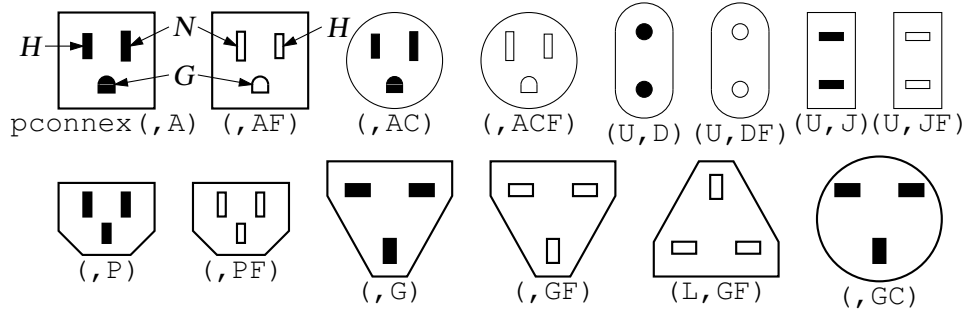 H N H
G
pconnex(,A) (,AF) (,AC) (,ACF) (U,D) (U,DF) (U,J) (U,JF)
(,P) (,PF) (,G) (,GF) (L,GF) (,GC)